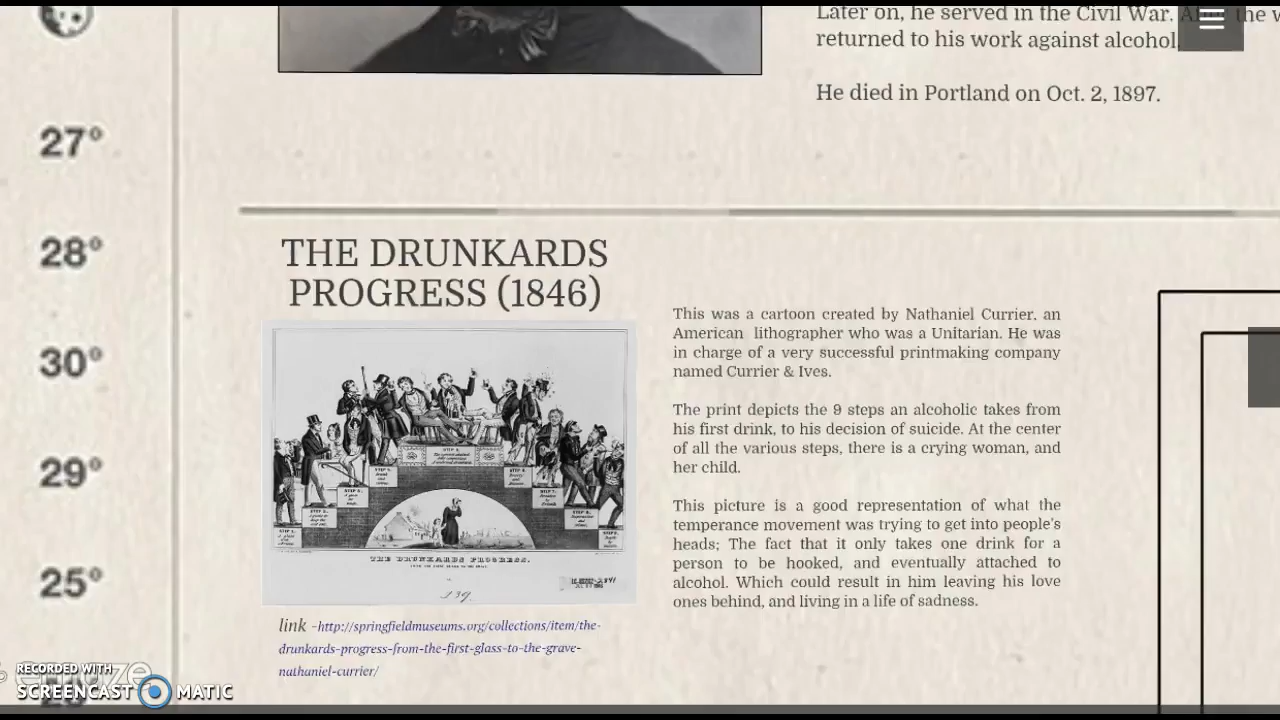 Later on, he served in the Civil War. the
returned to his work against alcohol.
He died in Portland on Oct. 2, 1897.
27°
28°
30°
29°
25°
THE DRUNKARDS
PROGRESS (1846)
This was a cartoon created by Nathaniel Currier, an
American lithographer who was a Unitarian. He was
in charge of a very successful printmaking company
named Currier & Ives.
The print depicts the 9 steps an alcoholic takes from
his first drink, to his decision of suicide. At the center
of all the various steps, there is a crying woman, and
her child.
This picture is a good representation of what the
temperance movement was trying to get into people's
heads; The fact that it only takes one drink for a
person to be hooked, and eventually attached to
alcohol. Which could result in him leaving his love
ones behind, and living in a life of sadness.
THE DRUNKARDS PROGRESS.
139
link -http://springfieldmuseums.org/collections/item/the-
drunkards-progress-from-the-first-glass-to-the-grave-
nathaniel-currier/
emaze
RECORDED WITH
SCREENCAST MATIC